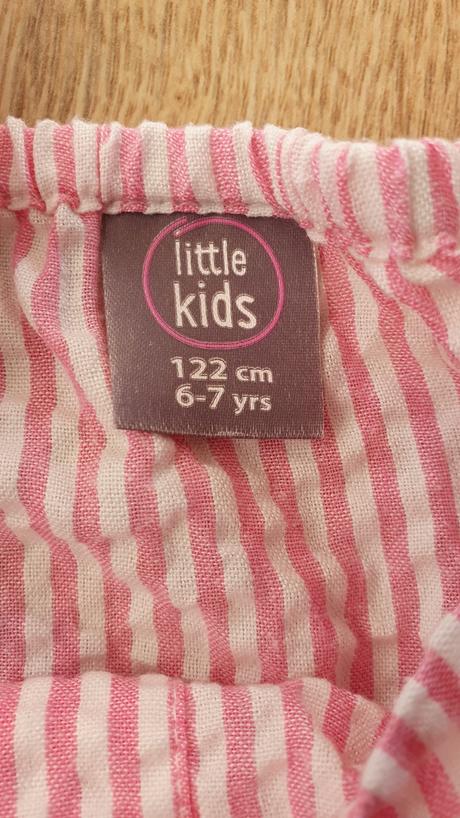 little
kids
122 cm
6-7 yrs